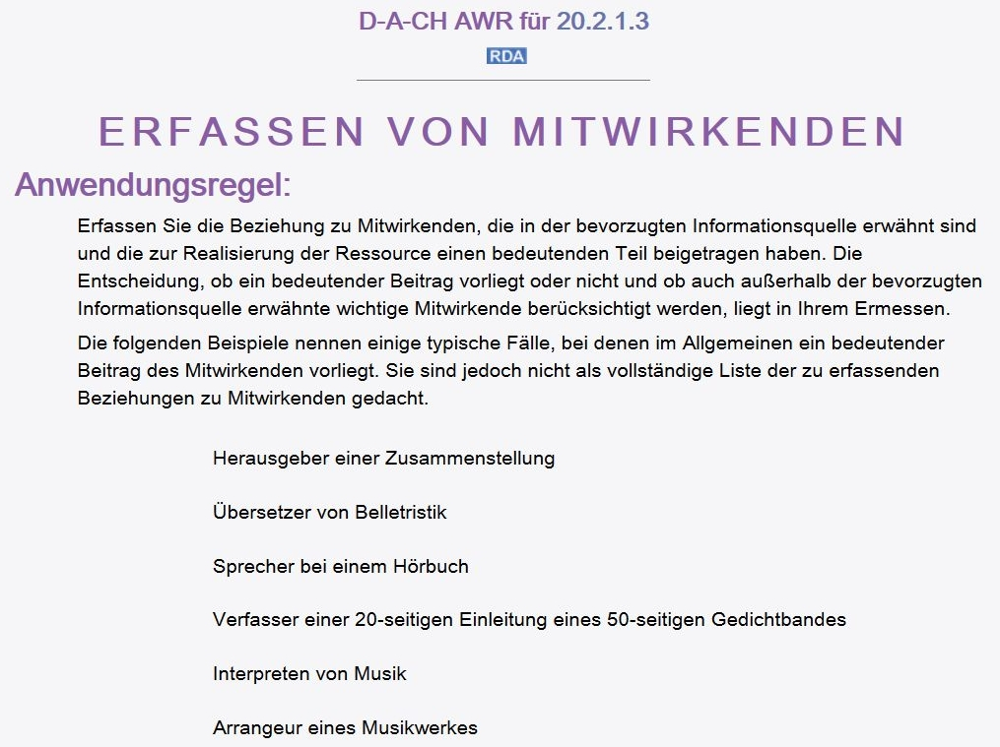 D-A-CH AWR für 20.2.1.3
RDA
ERFASSEN VON MITWIRKENDEN
Anwendungsregel:
Erfassen Sie die Beziehung zu Mitwirkenden, die in der bevorzugten Informationsquelle erwähnt sind
und die zur Realisierung der Ressource einen bedeutenden Teil beigetragen haben. Die
Entscheidung, ob ein bedeutender Beitrag vorliegt oder nicht und ob auch außerhalb der bevorzugten
Informationsquelle erwähnte wichtige Mitwirkende berücksichtigt werden, liegt in Ihrem Ermessen.
Die folgenden Beispiele nennen einige typische Fälle, bei denen im Allgemeinen ein bedeutender
Beitrag des Mitwirkenden vorliegt. Sie sind jedoch nicht als vollständige Liste der zu erfassenden
Beziehungen zu Mitwirkenden gedacht.
Herausgeber einer Zusammenstellung
Übersetzer von Belletristik
Sprecher bei einem Hörbuch
Verfasser einer 20-seitigen Einleitung eines 50-seitigen Gedichtbandes
Interpreten von Musik
Arrangeur eines Musikwerkes